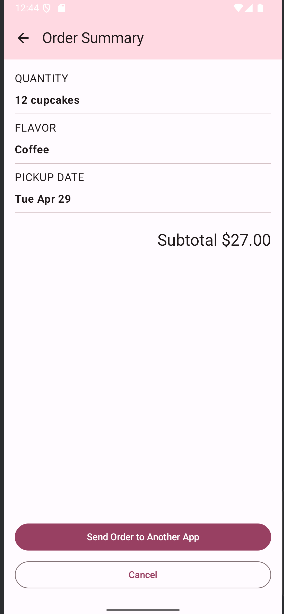 12:44
Order Summary
QUANTITY
12 cupcakes
FLAVOR
Coffee
PICKUP DATE
Tue Apr 29
Subtotal $27.00
Send Order to Another App
Cancel